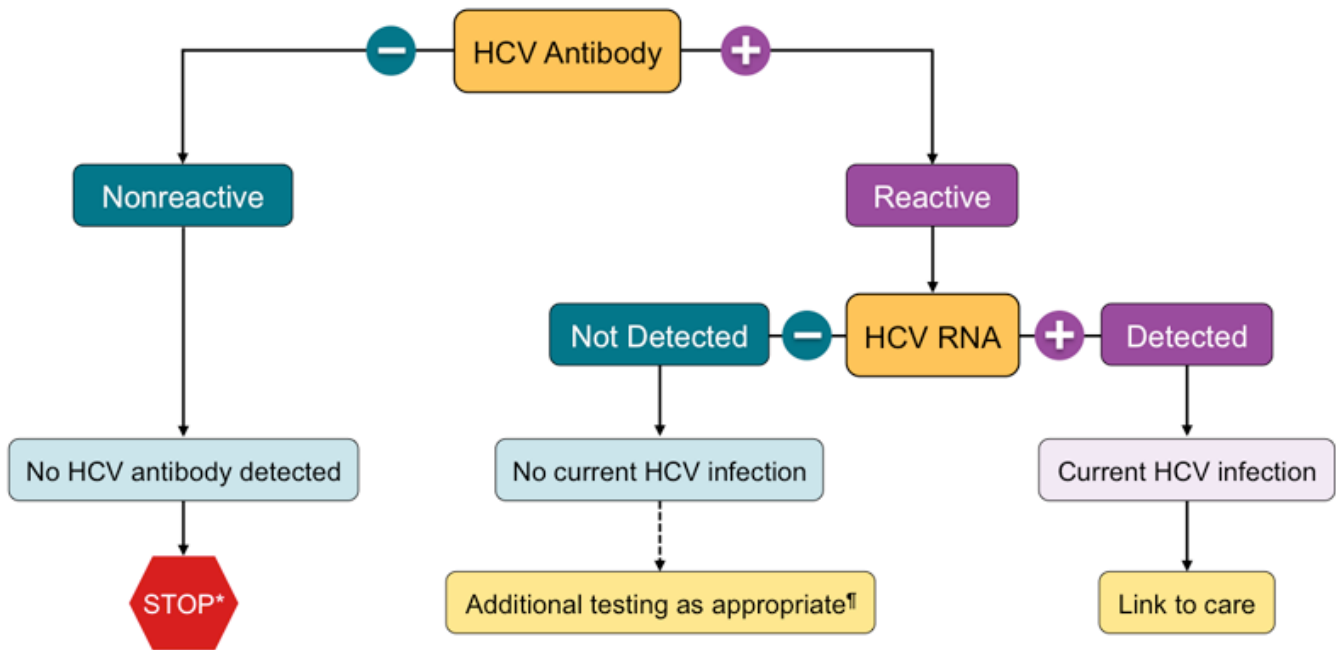 HCV Antibody
Nonreactive
Reactive
Not Detected
HCV RNA
Detected
No HCV antibody detected
No current HCV infection
Current HCV infection
STOP*
Additional testing as appropriate¶
Link to care